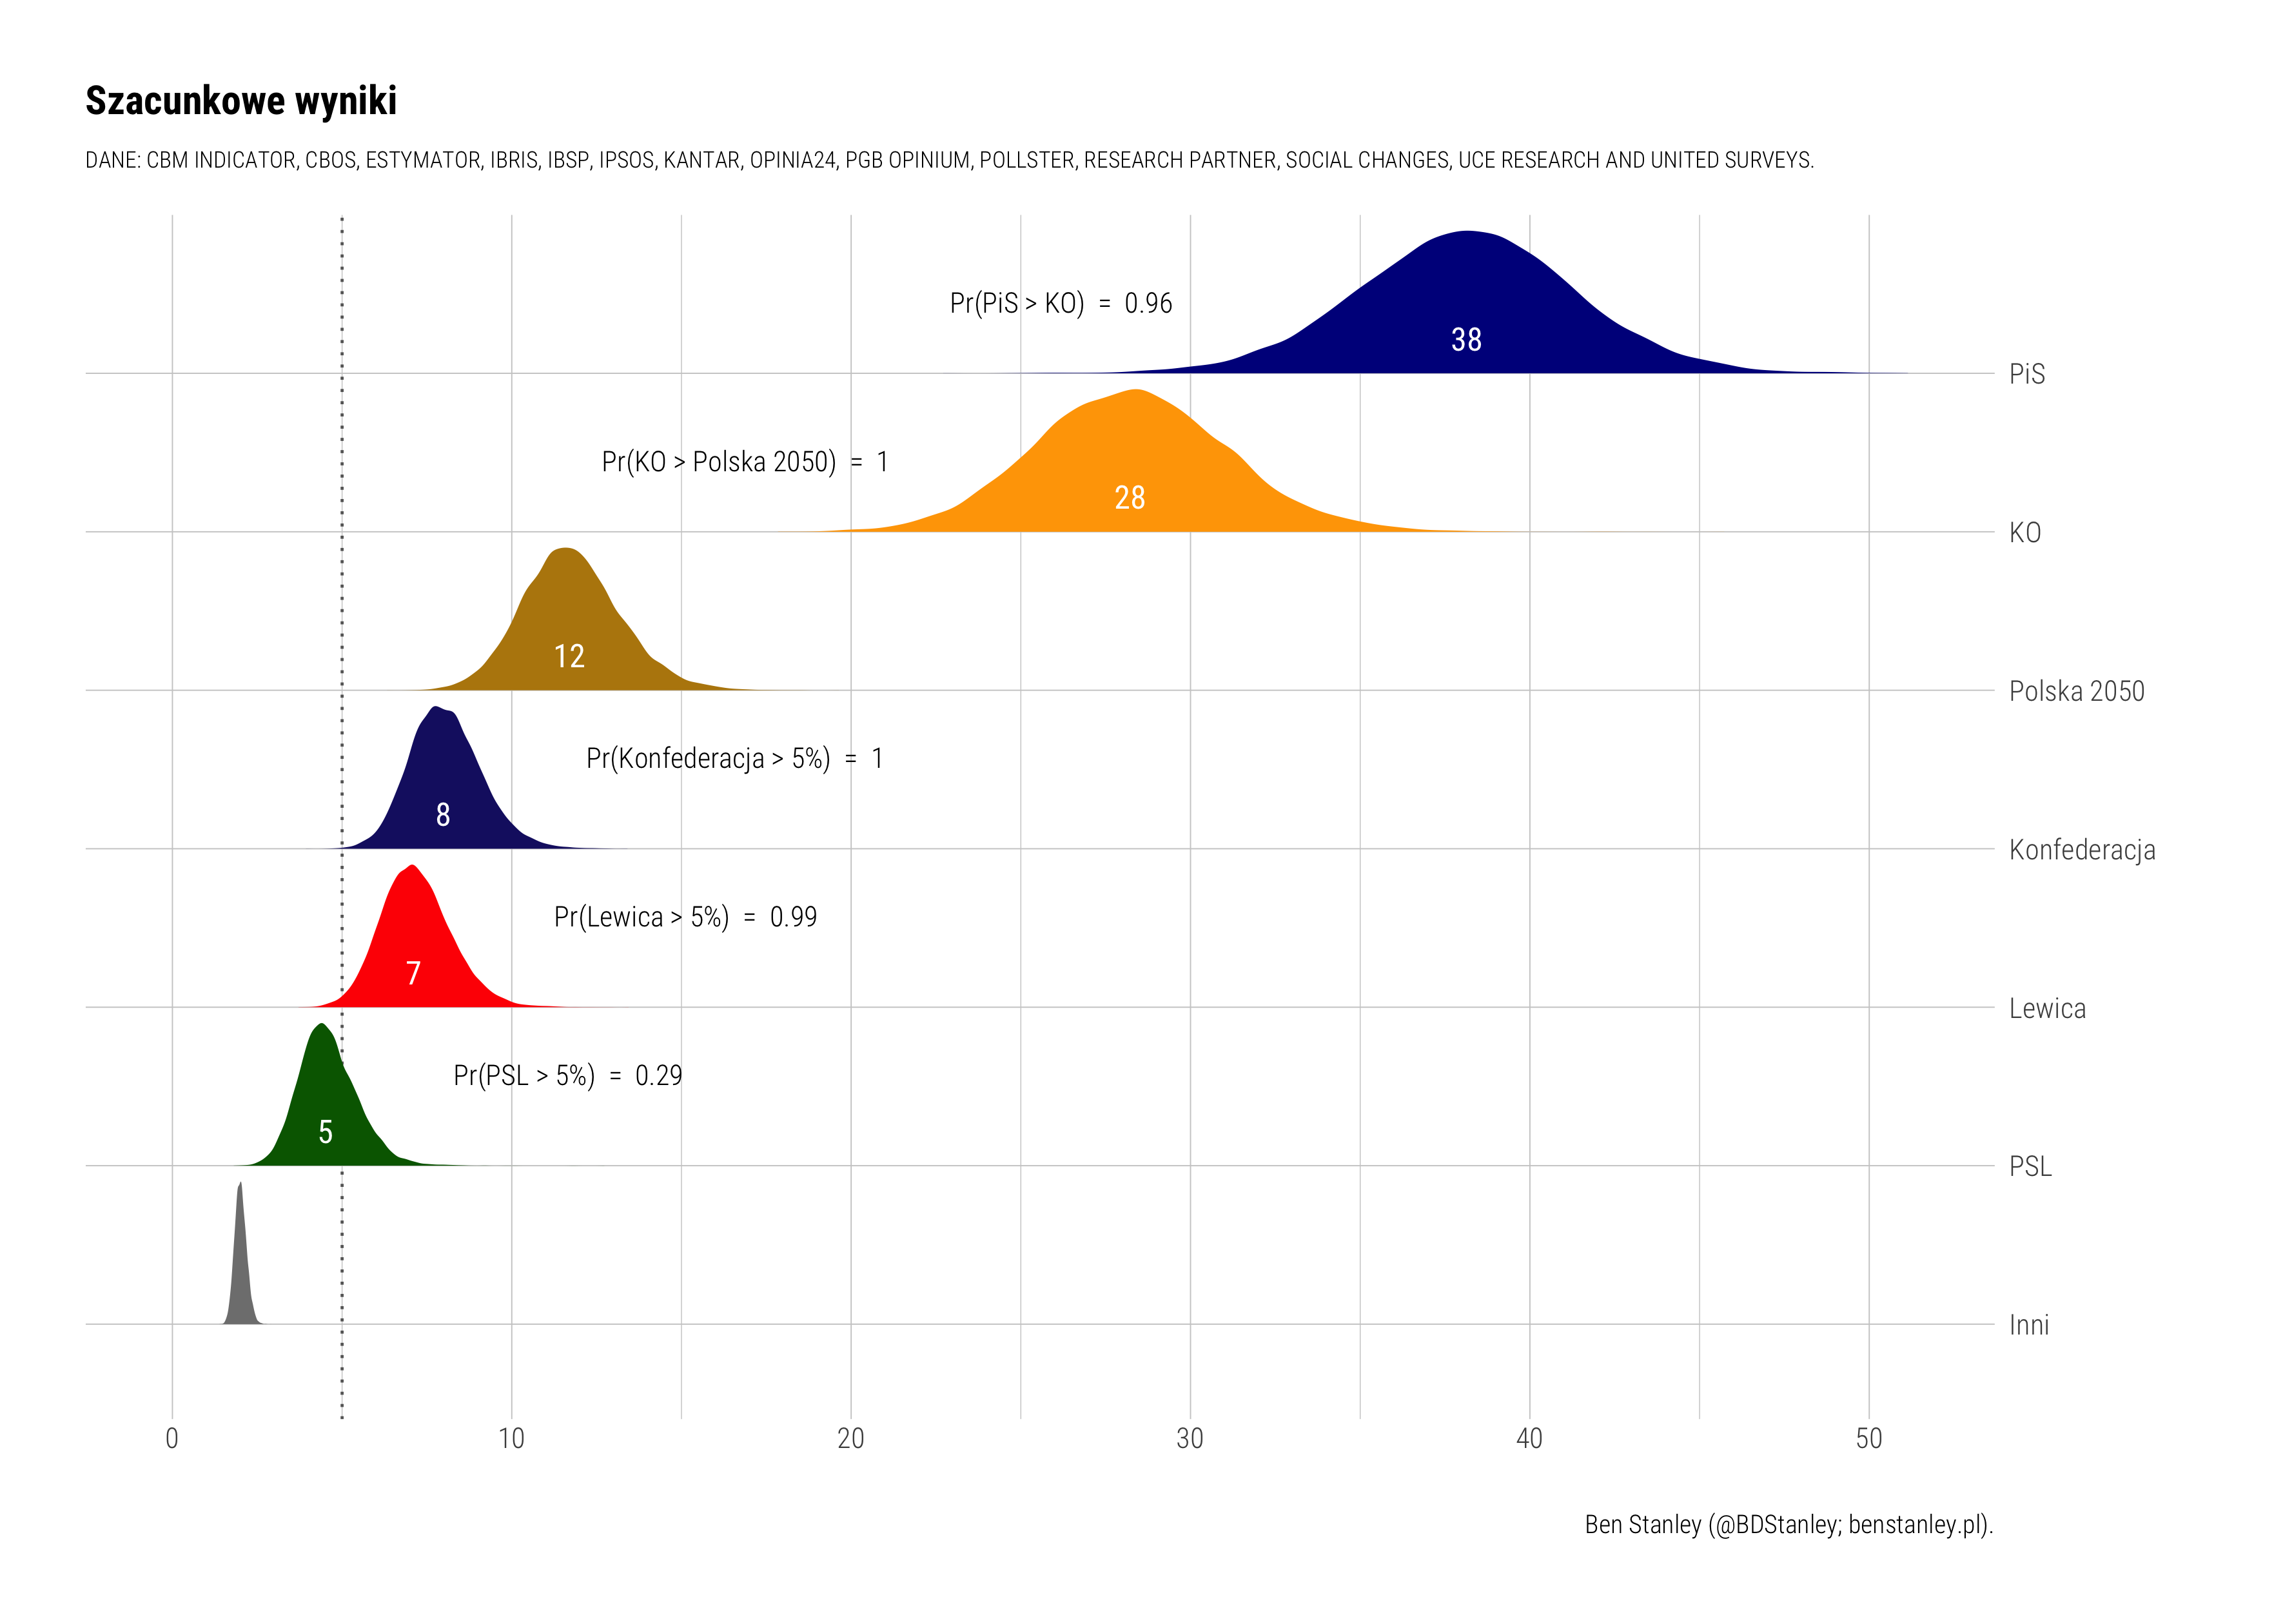 Szacunkowe wyniki
DANE: CBM INDICATOR, CBOS, ESTYMATOR, IBRIS, IBSP, IPSOS, KANTAR, OPINIA24, PGB OPINIUM, POLLSTER, RESEARCH PARTNER, SOCIAL CHANGES, UCE RESEARCH AND UNITED SURVEYS.
Pr(PiS > KO) = 0.96
38
PiS
Pr(KO > Polska 2050) = 1
28
KO
12
Polska 2050
Pr(Konfederacja > 5%) = 1
8
Konfederacja
Pr(Lewica > 5%) = 0.99
7
Lewica
Pr(PSL > 5%) = 0.29
5
PSL
Inni
0 10 20 30 40 50
Ben Stanley (@BDStanley; benstanley.pl).